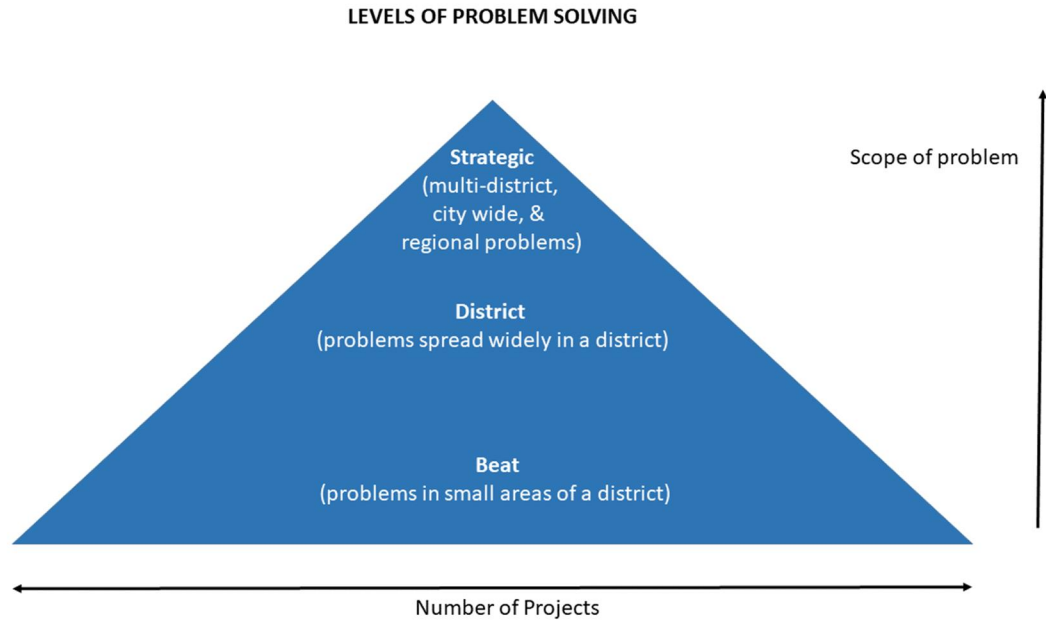 LEVELS OF PROBLEM SOLVING
Strategic
(multi-district,
city wide, &
regional problems)
Scope of problem
District
(problems spread widely in a district)
Beat
(problems in small areas of a district)
Number of Projects